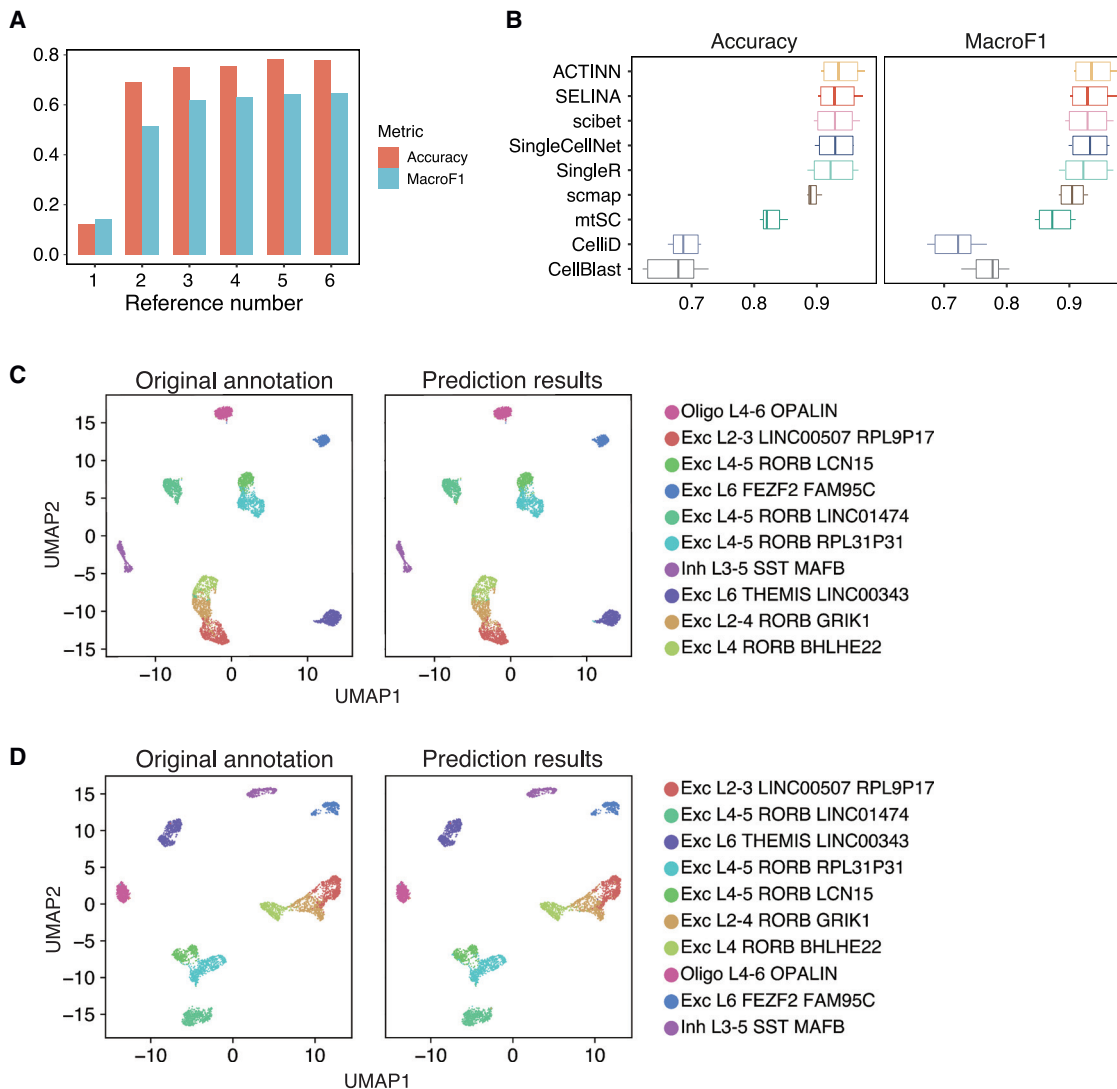 A
0.8
0.6
0.4
0.2
0.0
1 2 3 4 5 6
Reference number
Metric
Accuracy
MacroF1
B
Accuracy MacroF1
ACTINN
SELINA
scibet
SingleCellNet
SingleR
scmap
mtSC
CelliD
CellBlast
0.7 0.8 0.9 0.7 0.8 0.9
C
Original annotation Prediction results
15
10
5
0
−5
−10
−15
UMAP2
−10 0 10 −10 0 10
UMAP1
Oligo L4-6 OPALIN
Exc L2-3 LINC00507 RPL9P17
Exc L4-5 RORB LCN15
Exc L6 FEZF2 FAM95C
Exc L4-5 RORB LINC01474
Exc L4-5 RORB RPL31P31
Inh L3-5 SST MAFB
Exc L6 THEMIS LINC00343
Exc L2-4 RORB GRIK1
Exc L4 RORB BHLHE22
D
Original annotation Prediction results
15
10
5
0
−5
−10
−15
UMAP2
−10 0 10 −10 0 10
UMAP1
Exc L2-3 LINC00507 RPL9P17
Exc L4-5 RORB LINC01474
Exc L6 THEMIS LINC00343
Exc L4-5 RORB RPL31P31
Exc L4-5 RORB LCN15
Exc L2-4 RORB GRIK1
Exc L4 RORB BHLHE22
Oligo L4-6 OPALIN
Exc L6 FEZF2 FAM95C
Inh L3-5 SST MAFB